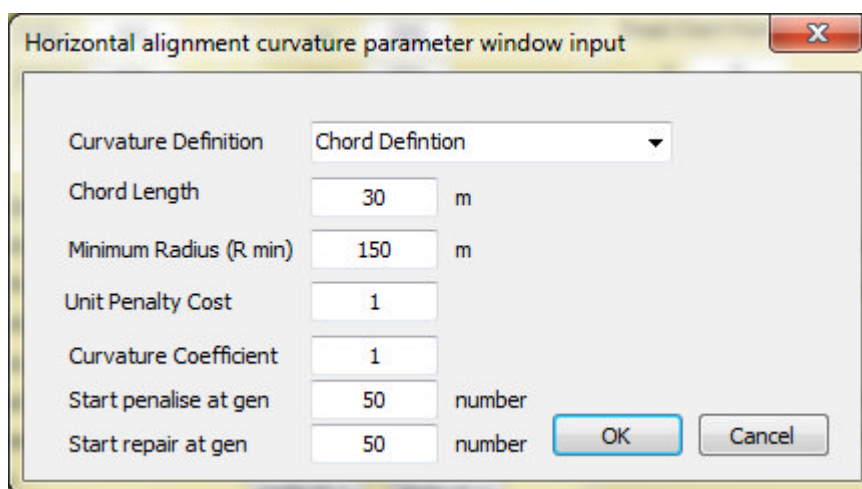 Horizontal alignment curvature parameter window input
Curvature Definition Chord Defintion
Chord Length 30 m
Minimum Radius (R min) 150 m
Unit Penalty Cost 1
Curvature Coefficient 1
Start penalise at gen 50 number
Start repair at gen 50 number
OK Cancel